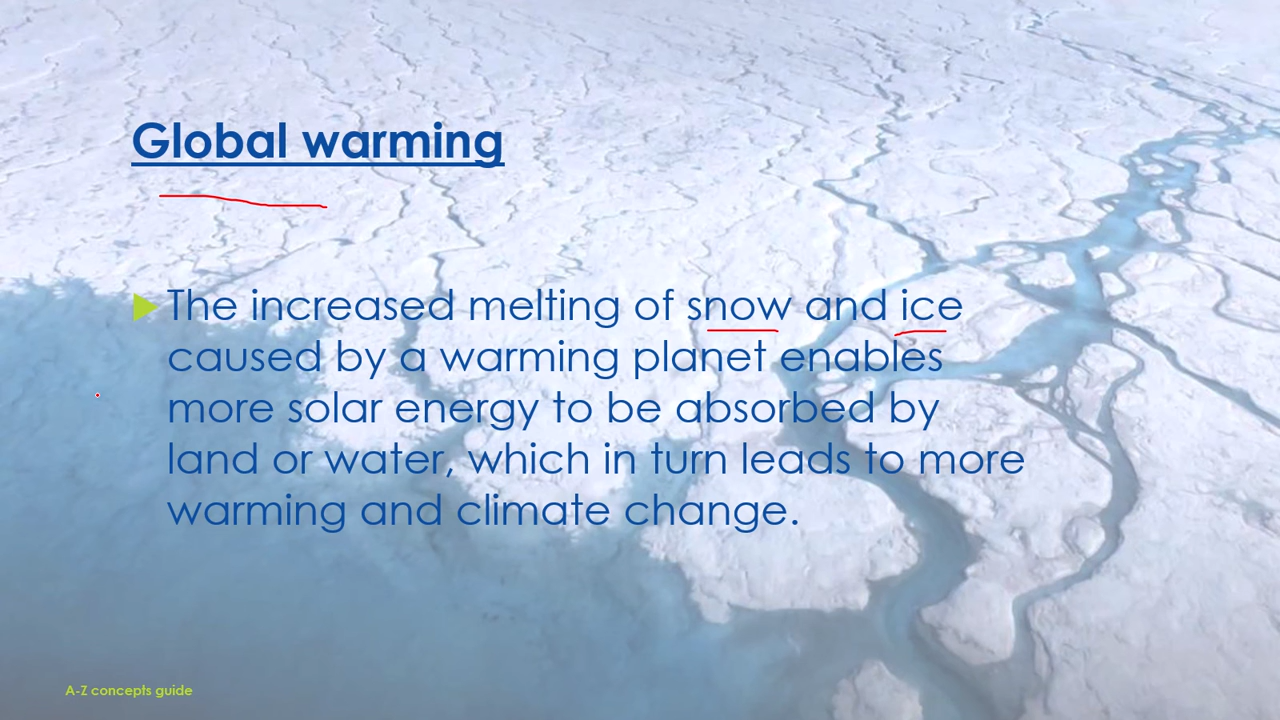 Global warming
The increased melting of snow and ice
caused by a warming planet enables
more solar energy to be absorbed by
land or water, which in turn leads to more
warming and climate change.
A-Z concepts guide